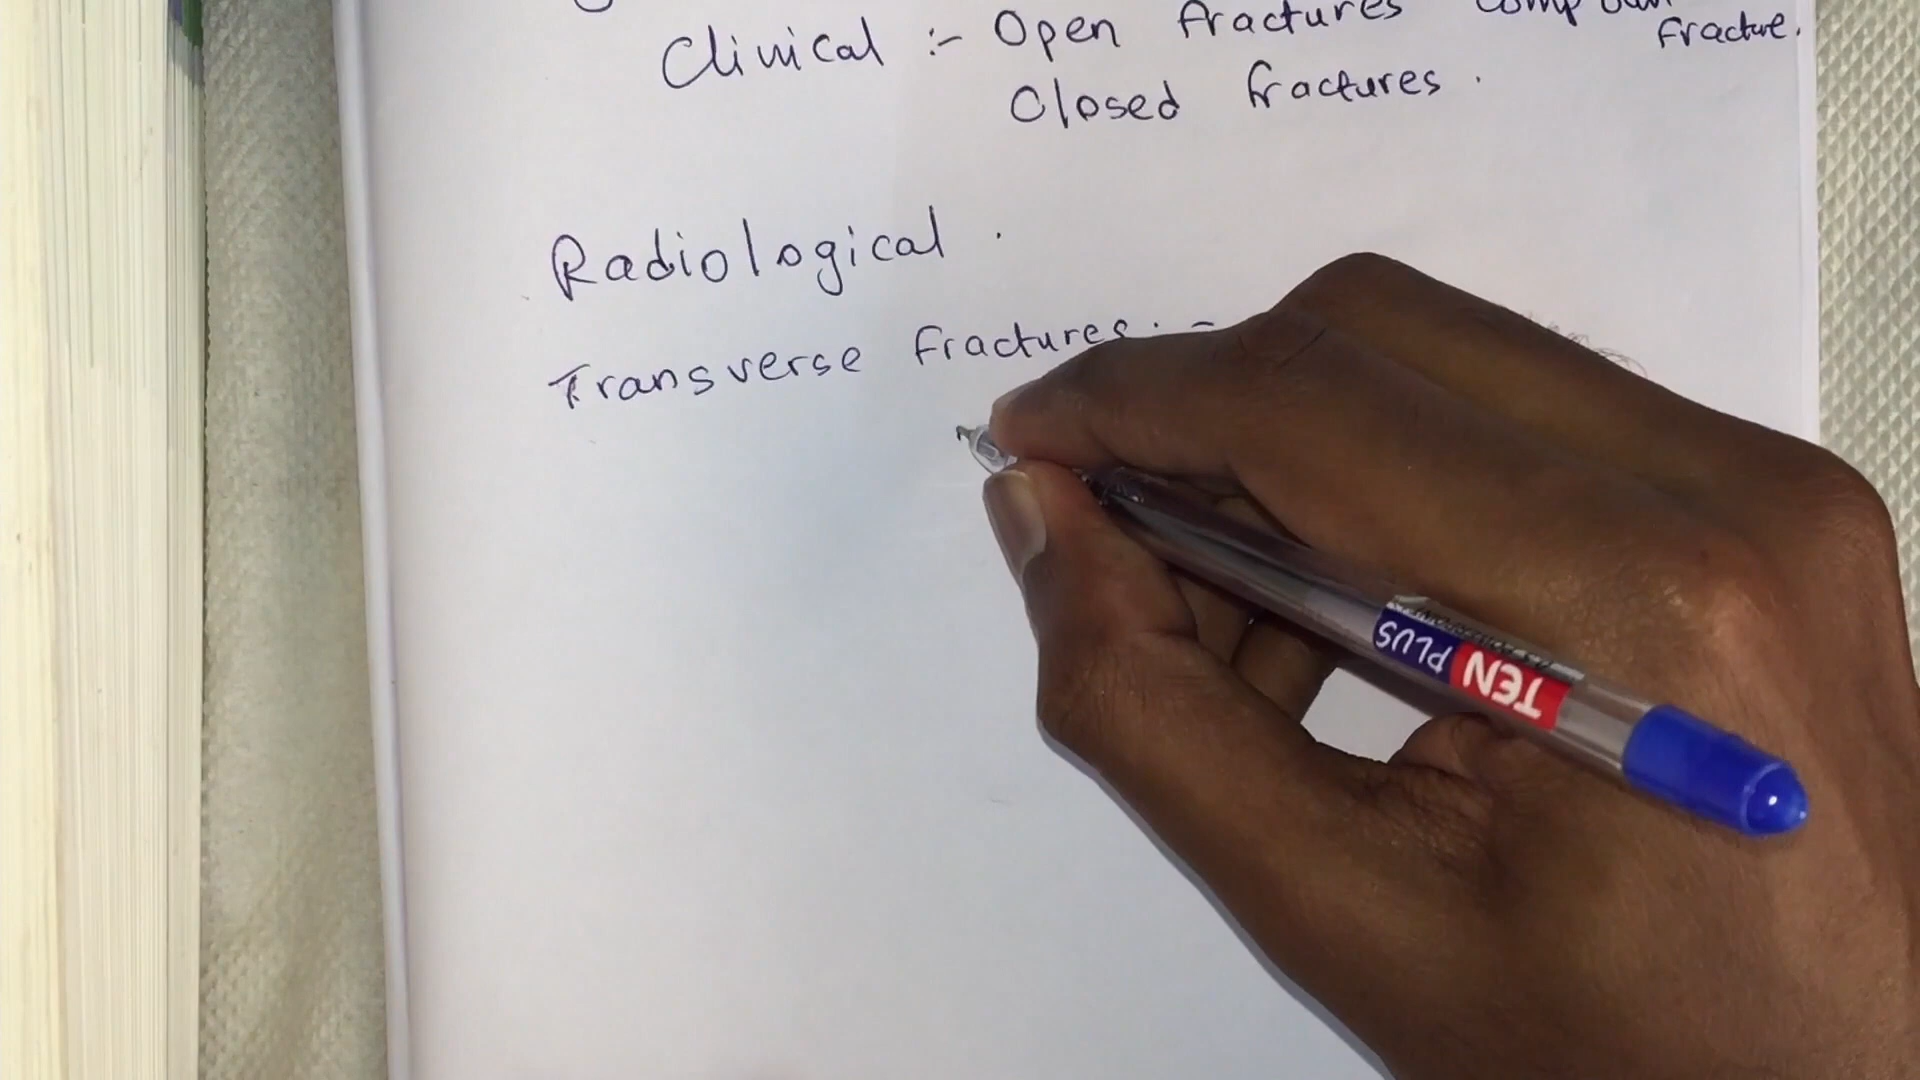 Clinical :- Open fractures
fracture.
Closed fractures.
Radiological.
Transverse fractures. -
TEN PLUS